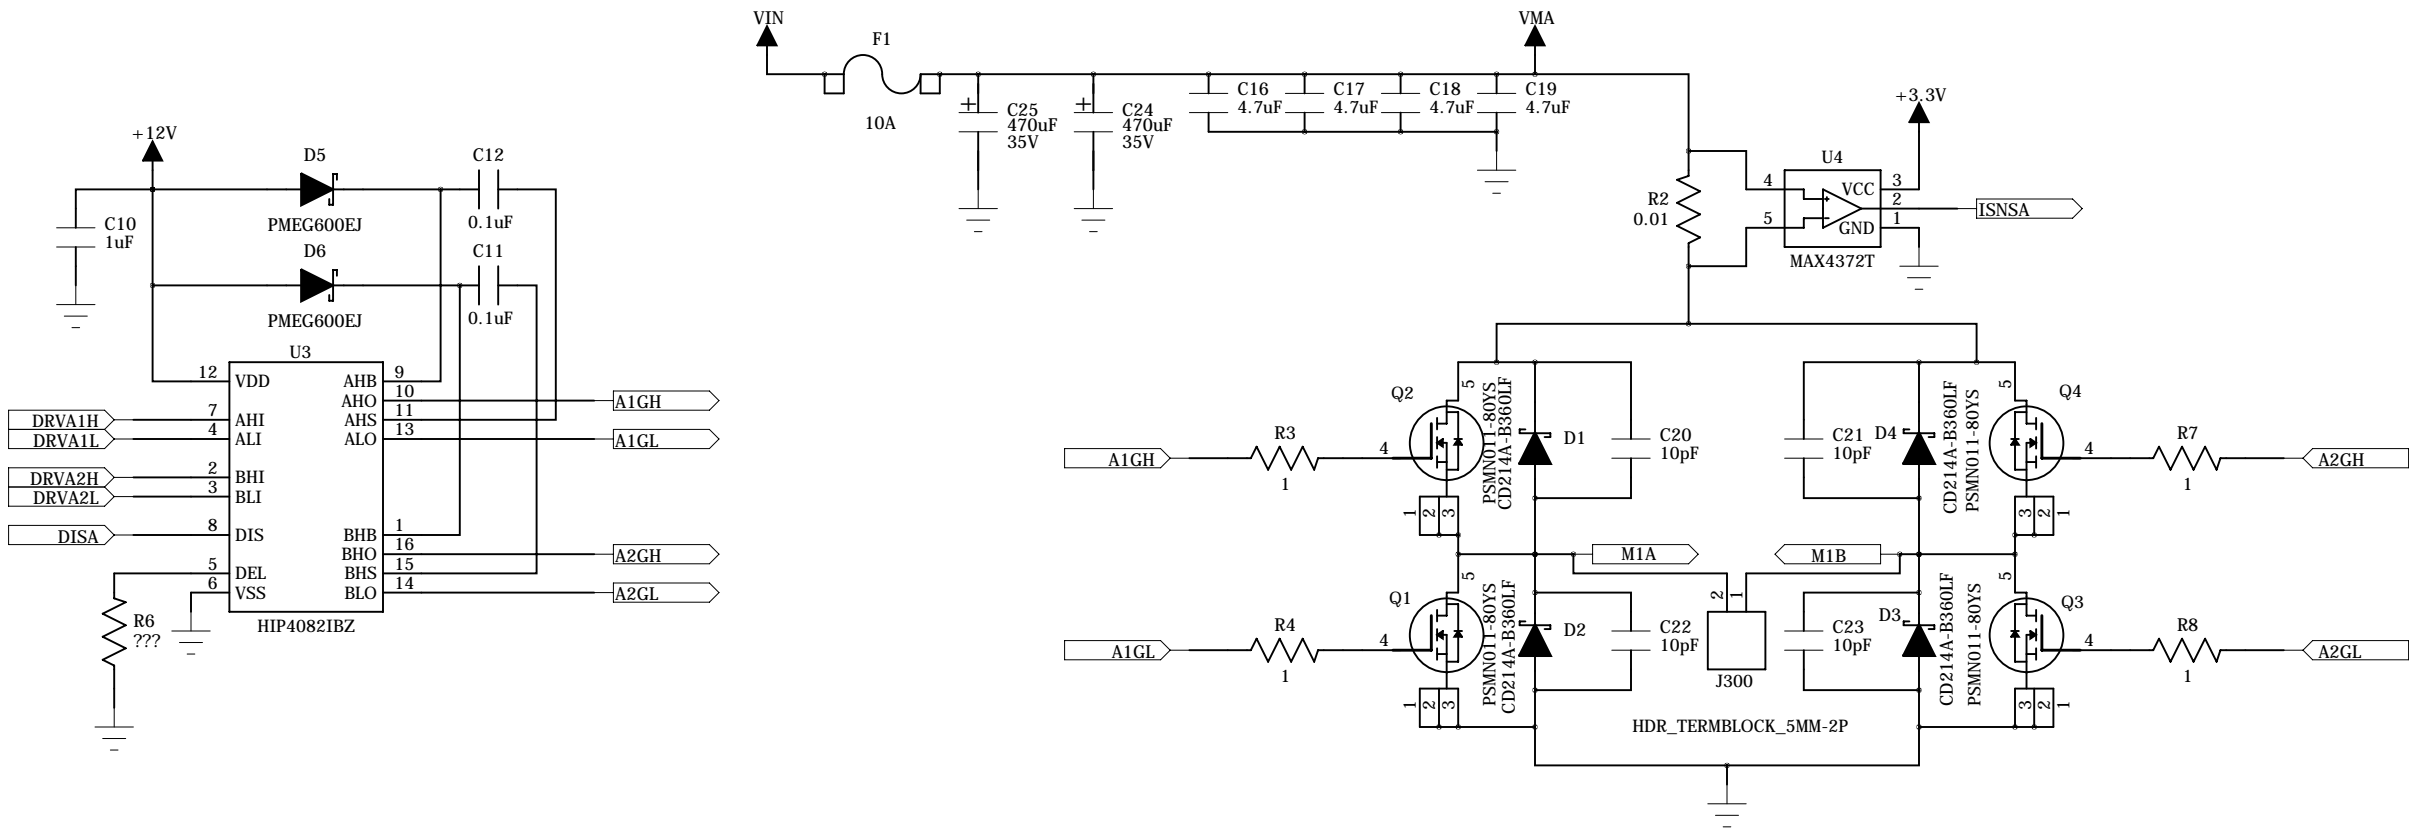 VIN
F1
10A
VMA
C25
470uF
35V
C24
470uF
35V
C16
4.7uF
C17
4.7uF
C18
4.7uF
C19
4.7uF
+3.3V
U4
4
5
VCC
GND
3
2
1
MAX4372T
ISNSA
R2
0.01
+12V
C10
1uF
D5
PMEG600EJ
C12
0.1uF
D6
PMEG600EJ
C11
0.1uF
U3
12 VDD
7 AHI
4 ALI
2 BHI
3 BLI
8 DIS
5 DEL
6 VSS
AHB 9
AHO 10
AHS 11
ALO 13
BHB 1
BHO 16
BHS 15
BLO 14
HIP4082IBZ
DRVA1H
DRVA1L
DRVA2H
DRVA2L
DISA
R6
???
A1GH
A1GL
A2GH
A2GL
A1GH
R3
1
4
Q2
5
1
2
3
PSMN011-80YS
CD214A-B360LF
D1
C20
10pF
C21
10pF
D4
CD214A-B360LF
PSMN011-80YS
5
Q4
3
2
1
4
R7
1
A2GH
M1A
M1B
A1GL
R4
1
4
Q1
5
1
2
3
PSMN011-80YS
CD214A-B360LF
D2
C22
10pF
2
1
J300
HDR_TERMBLOCK_5MM-2P
C23
10pF
D3
CD214A-B360LF
PSMN011-80YS
5
Q3
3
2
1
4
R8
1
A2GL